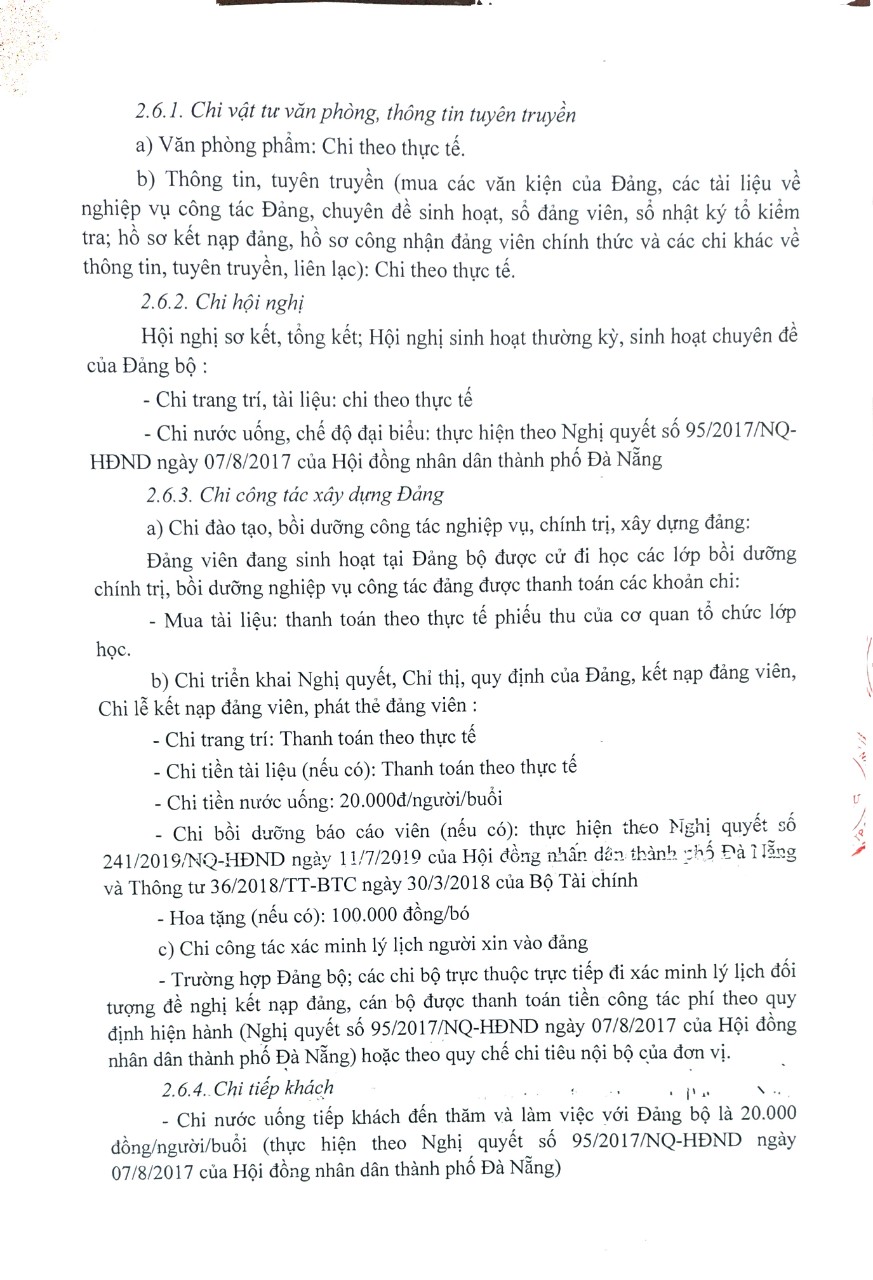 2.6.1. Chi vật tư văn phòng, thông tin tuyên truyền
a) Văn phòng phẩm: Chi theo thực tế.
b) Thông tin, tuyên truyền (mua các văn kiện của Đảng, các tài liệu về
nghiệp vụ công tác Đảng, chuyên đề sinh hoạt, sổ đảng viên, sổ nhật ký tổ kiểm
tra; hồ sơ kết nạp đảng, hồ sơ công nhận đảng viên chính thức và các chi khác về
thông tin, tuyên truyền, liên lạc): Chi theo thực tế.
2.6.2. Chi hội nghị
Hội nghị sơ kết, tổng kết; Hội nghị sinh hoạt thường kỳ, sinh hoạt chuyên đề
của Đảng bộ :
- Chi trang trí, tài liệu: chi theo thực tế
- Chi nước uống, chế độ đại biểu: thực hiện theo Nghị quyết số 95/2017/NQ-
HĐND ngày 07/8/2017 của Hội đồng nhân dân thành phố Đà Nẵng
2.6.3. Chi công tác xây dựng Đảng
a) Chi đào tạo, bồi dưỡng công tác nghiệp vụ, chính trị, xây dựng đảng:
Đảng viên đang sinh hoạt tại Đảng bộ được cử đi học các lớp bồi dưỡng
chính trị, bồi dưỡng nghiệp vụ công tác đảng được thanh toán các khoản chi:
- Mua tài liệu: thanh toán theo thực tế phiếu thu của cơ quan tổ chức lớp
học.
b) Chi triển khai Nghị quyết, Chỉ thị, quy định của Đảng, kết nạp đảng viên,
Chi lễ kết nạp đảng viên, phát thẻ đảng viên :
- Chi trang trí: Thanh toán theo thực tế
- Chi tiền tài liệu (nếu có): Thanh toán theo thực tế
- Chi tiền nước uống: 20.000đ/người/buổi
- Chi bồi dưỡng báo cáo viên (nếu có): thực hiện theo Nghị quyết số
241/2019/NQ-HĐND ngày 11/7/2019 của Hội đồng nhân dân thành phố Đà Nẵng
và Thông tư 36/2018/TT-BTC ngày 30/3/2018 của Bộ Tài chính
- Hoa tặng (nếu có): 100.000 đồng/bó
c) Chi công tác xác minh lý lịch người xin vào đảng
- Trường hợp Đảng bộ; các chi bộ trực thuộc trực tiếp đi xác minh lý lịch đối
tượng đề nghị kết nạp đảng, cán bộ được thanh toán tiền công tác phí theo quy
định hiện hành (Nghị quyết số 95/2017/NQ-HĐND ngày 07/8/2017 của Hội đồng
nhân dân thành phố Đà Nẵng) hoặc theo quy chế chi tiêu nội bộ của đơn vị.
2.6.4. Chi tiếp khách
- Chi nước uống tiếp khách đến thăm và làm việc với Đảng bộ là 20.000
đồng/người/buổi (thực hiện theo Nghị quyết số 95/2017/NQ-HĐND ngày
07/8/2017 của Hội đồng nhân dân thành phố Đà Nẵng)